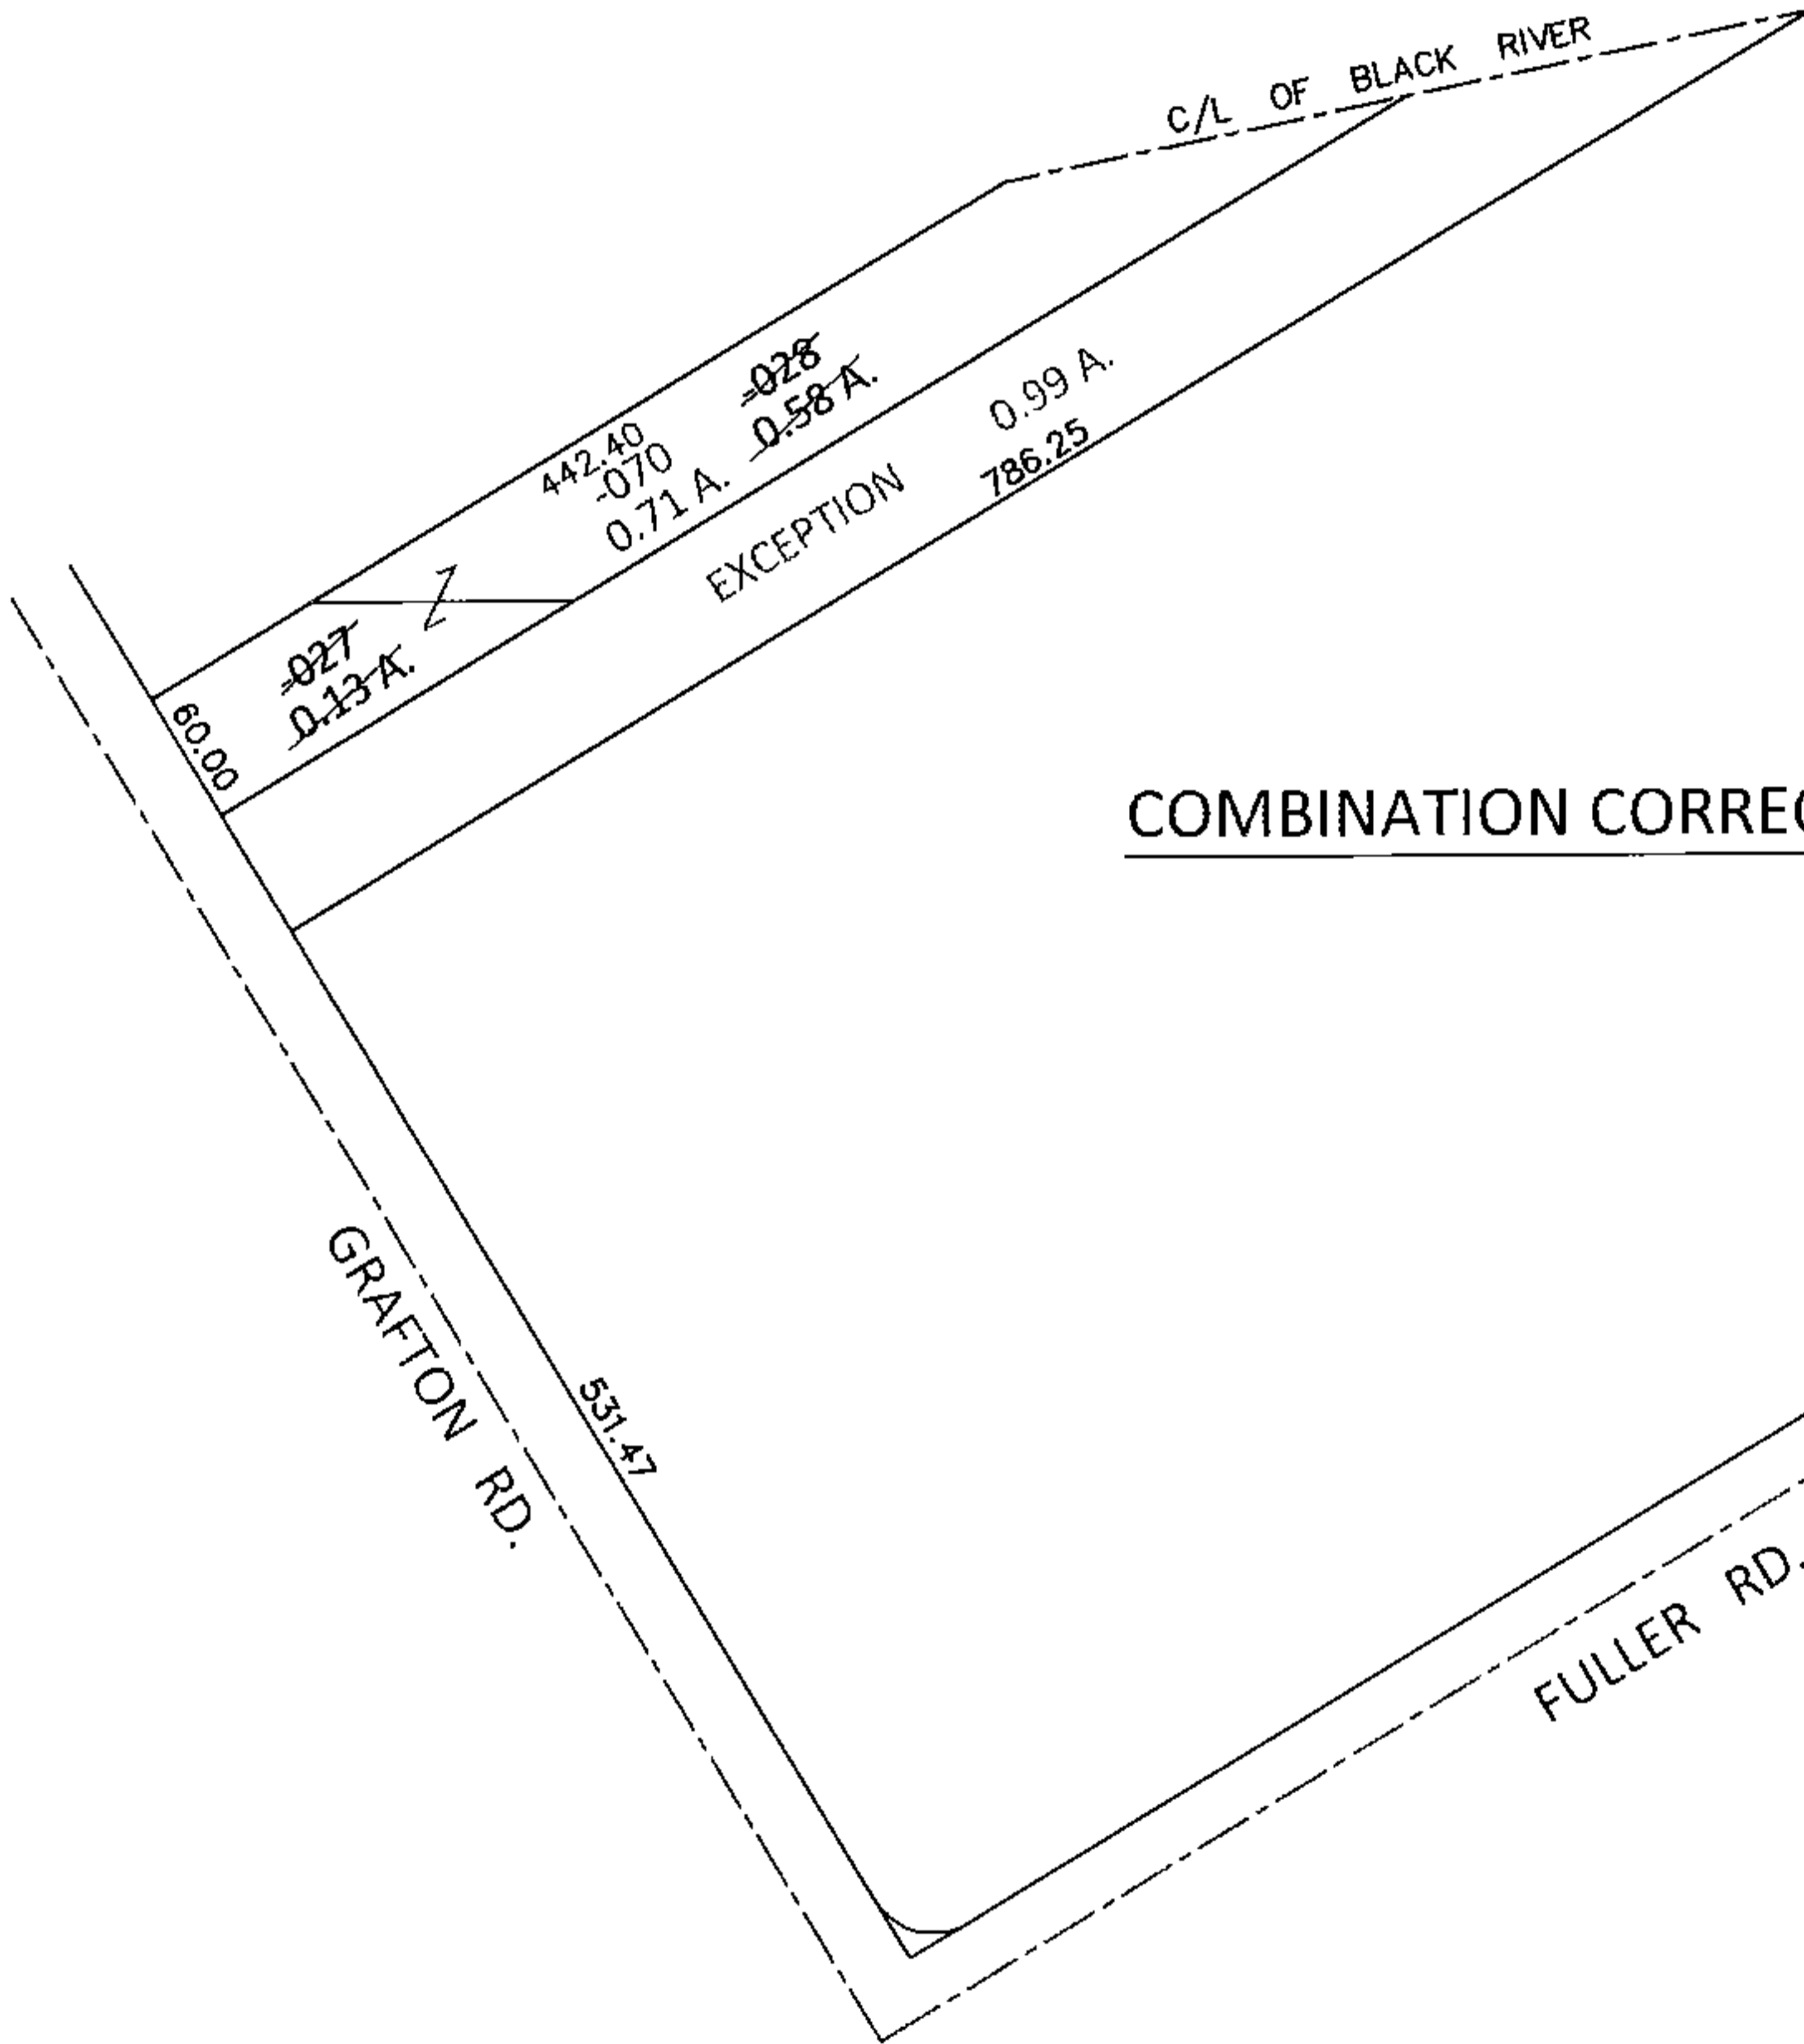 C/L OF BLACK RIVER
-028
0.58 A.
442.40
-070
0.71 A.
0.99 A.
786.25
EXCEPTION
-027
0.13 A.
Z
60.00
COMBINATION CORREC
GRAFTON RD.
531.47
FULLER RD.